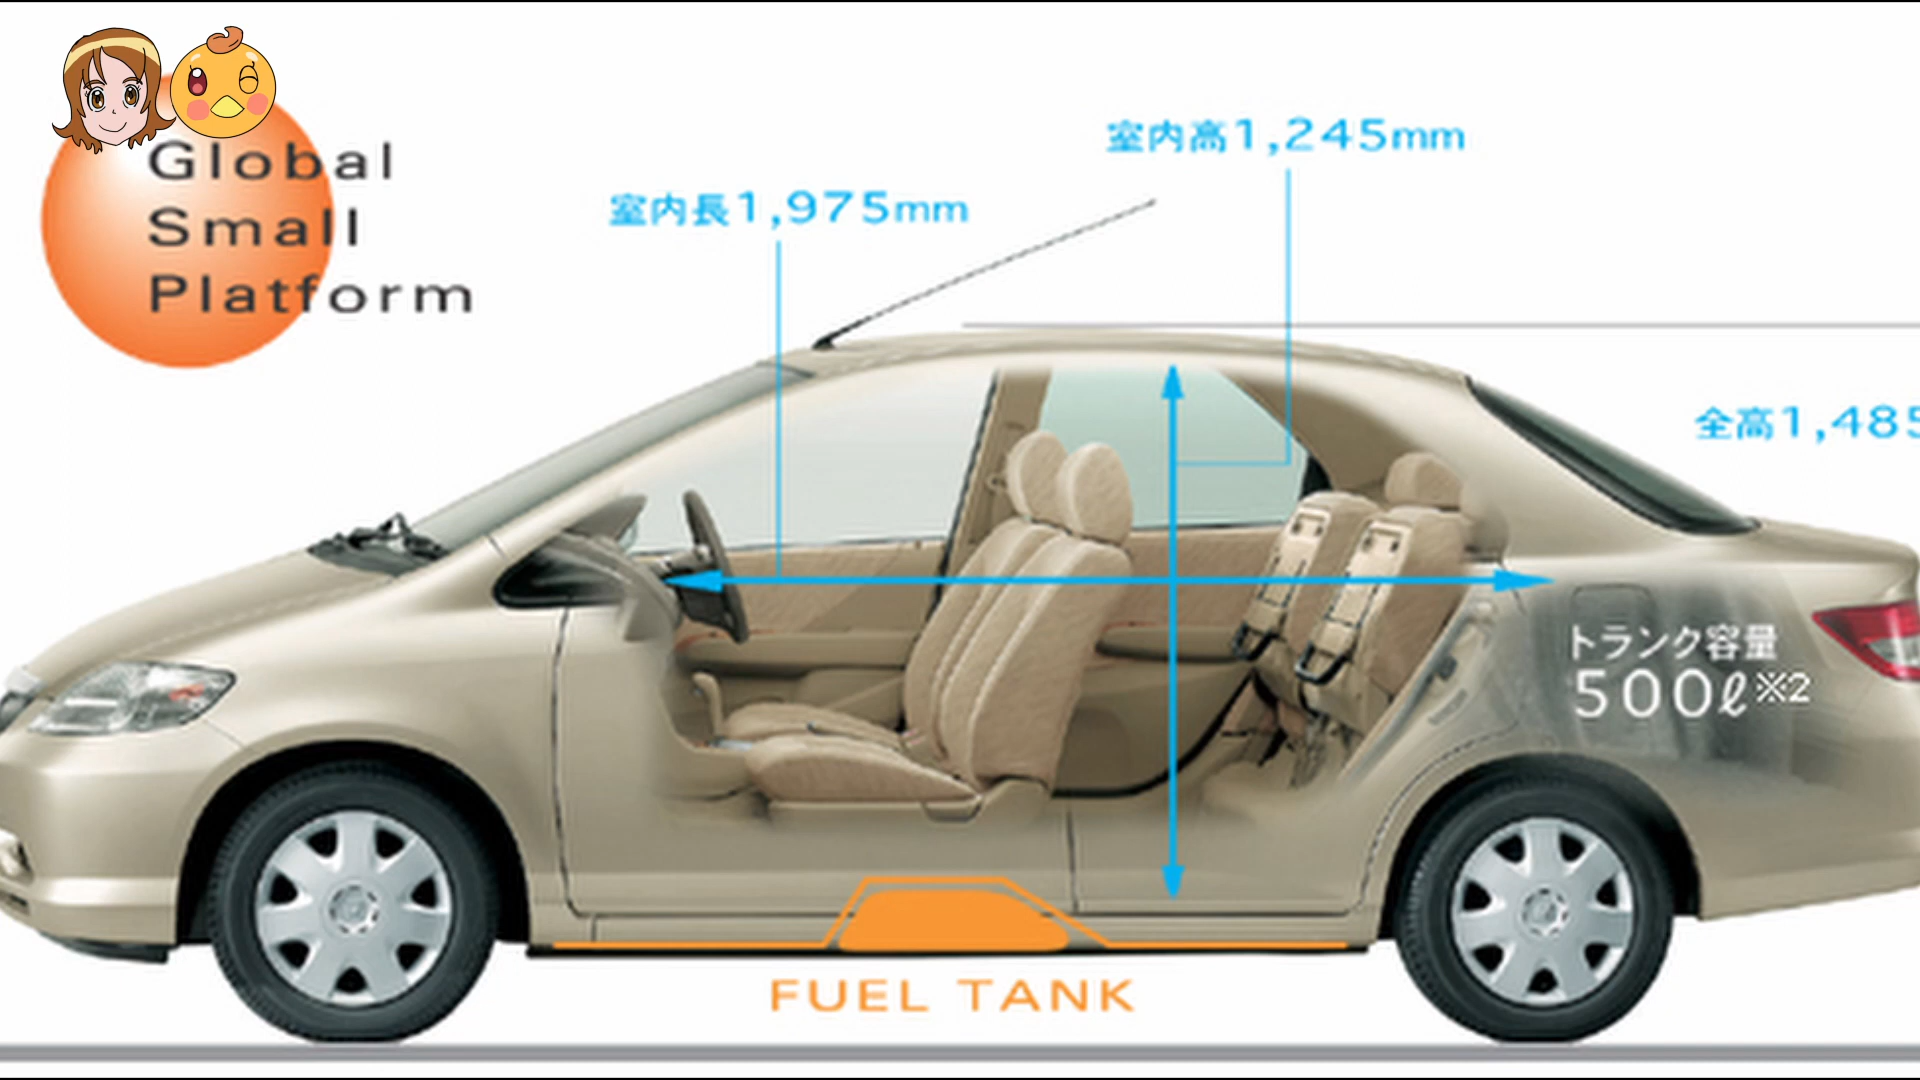 Global
Small
Platform
室内高1,245mm
室内長1,975mm
全高1,485
トランク容量
500ℓ※2
FUEL TANK